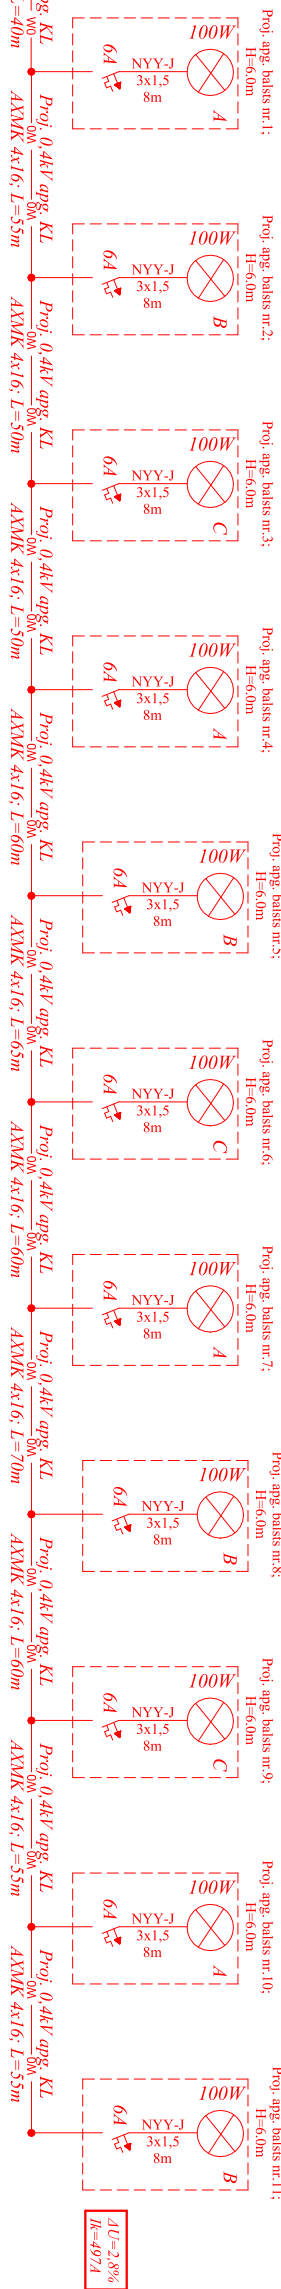 apg. KL
=40m
Proj. apg. balsts nr.1;
H=6.0m
100W
A
NYY-J
3x1,5
8m
6A
Proj. 0,4kV apg. KL
AXMK 4x16; L=55m
Proj. apg. balsts nr.2;
H=6.0m
100W
B
NYY-J
3x1,5
8m
6A
Proj. 0,4kV apg. KL
AXMK 4x16; L=50m
Proj. apg. balsts nr.3;
H=6.0m
100W
C
NYY-J
3x1,5
8m
6A
Proj. 0,4kV apg. KL
AXMK 4x16; L=50m
Proj. apg. balsts nr.4;
H=6.0m
100W
A
NYY-J
3x1,5
8m
6A
Proj. 0,4kV apg. KL
AXMK 4x16; L=60m
Proj. apg. balsts nr.5;
H=6.0m
100W
B
NYY-J
3x1,5
8m
6A
Proj. 0,4kV apg. KL
AXMK 4x16; L=65m
Proj. apg. balsts nr.6;
H=6.0m
100W
C
NYY-J
3x1,5
8m
6A
Proj. 0,4kV apg. KL
AXMK 4x16; L=60m
Proj. apg. balsts nr.7;
H=6.0m
100W
A
NYY-J
3x1,5
8m
6A
Proj. 0,4kV apg. KL
AXMK 4x16; L=70m
Proj. apg. balsts nr.8;
H=6.0m
100W
B
NYY-J
3x1,5
8m
6A
Proj. 0,4kV apg. KL
AXMK 4x16; L=60m
Proj. apg. balsts nr.9;
H=6.0m
100W
C
NYY-J
3x1,5
8m
6A
Proj. 0,4kV apg. KL
AXMK 4x16; L=55m
Proj. apg. balsts nr.10;
H=6.0m
100W
A
NYY-J
3x1,5
8m
6A
Proj. 0,4kV apg. KL
AXMK 4x16; L=55m
Proj. apg. balsts nr.11;
H=6.0m
100W
B
NYY-J
3x1,5
8m
6A
ΔU=2,8%
Ik=497A